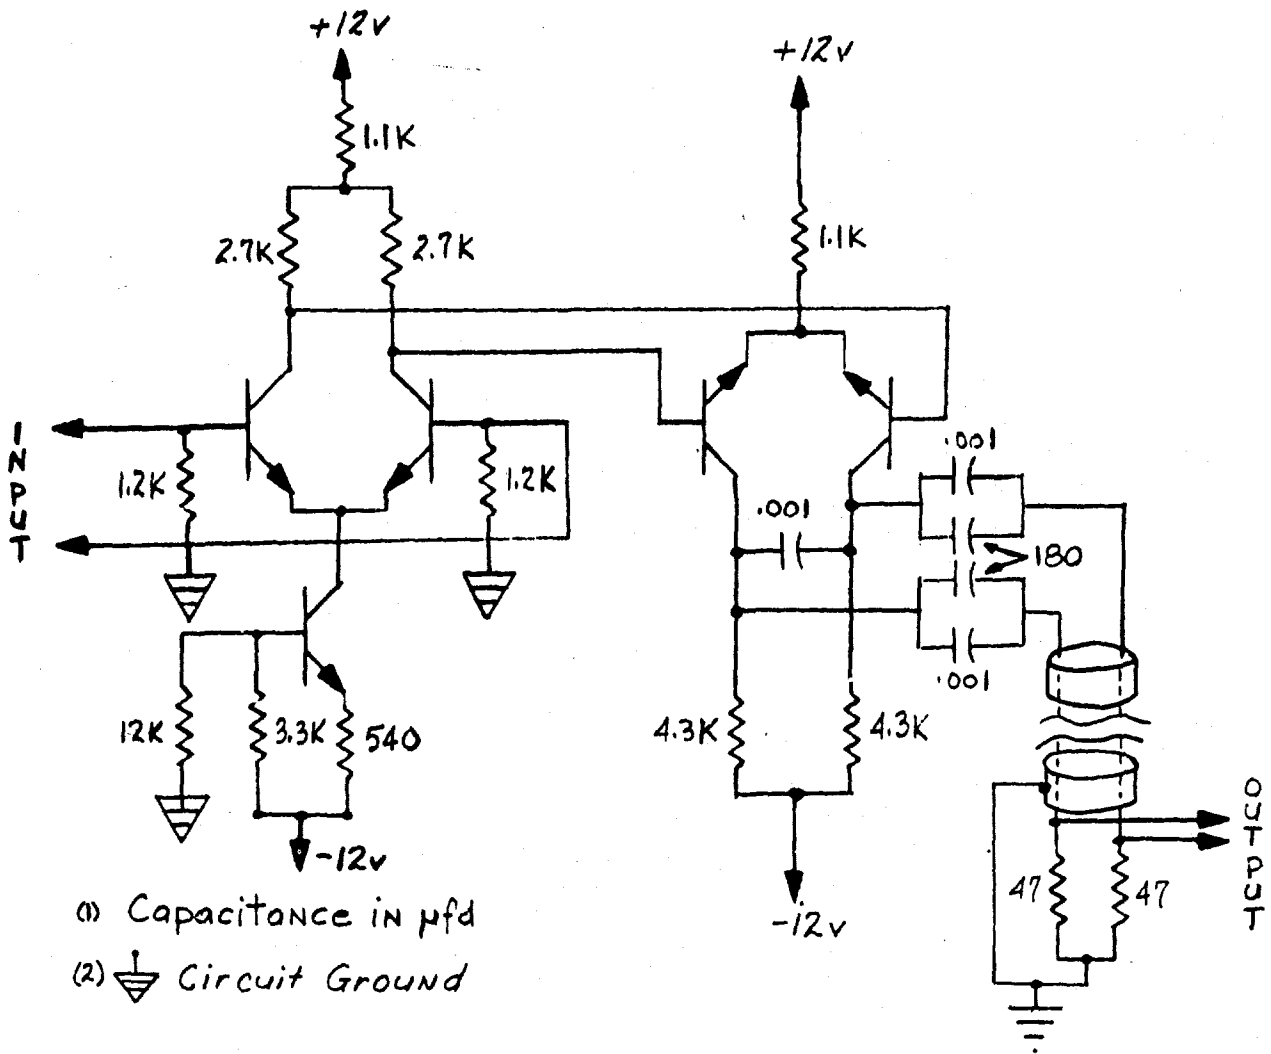 +12v
+12v
1.1K
1.1K
2.7K
2.7K
INPUT
1.2K
1.2K
.001
.001
180
.001
12K
3.3K
540
4.3K
4.3K
-12v
-12v
47
47
OUTPUT
(1) Capacitance in µfd
(2) Circuit Ground